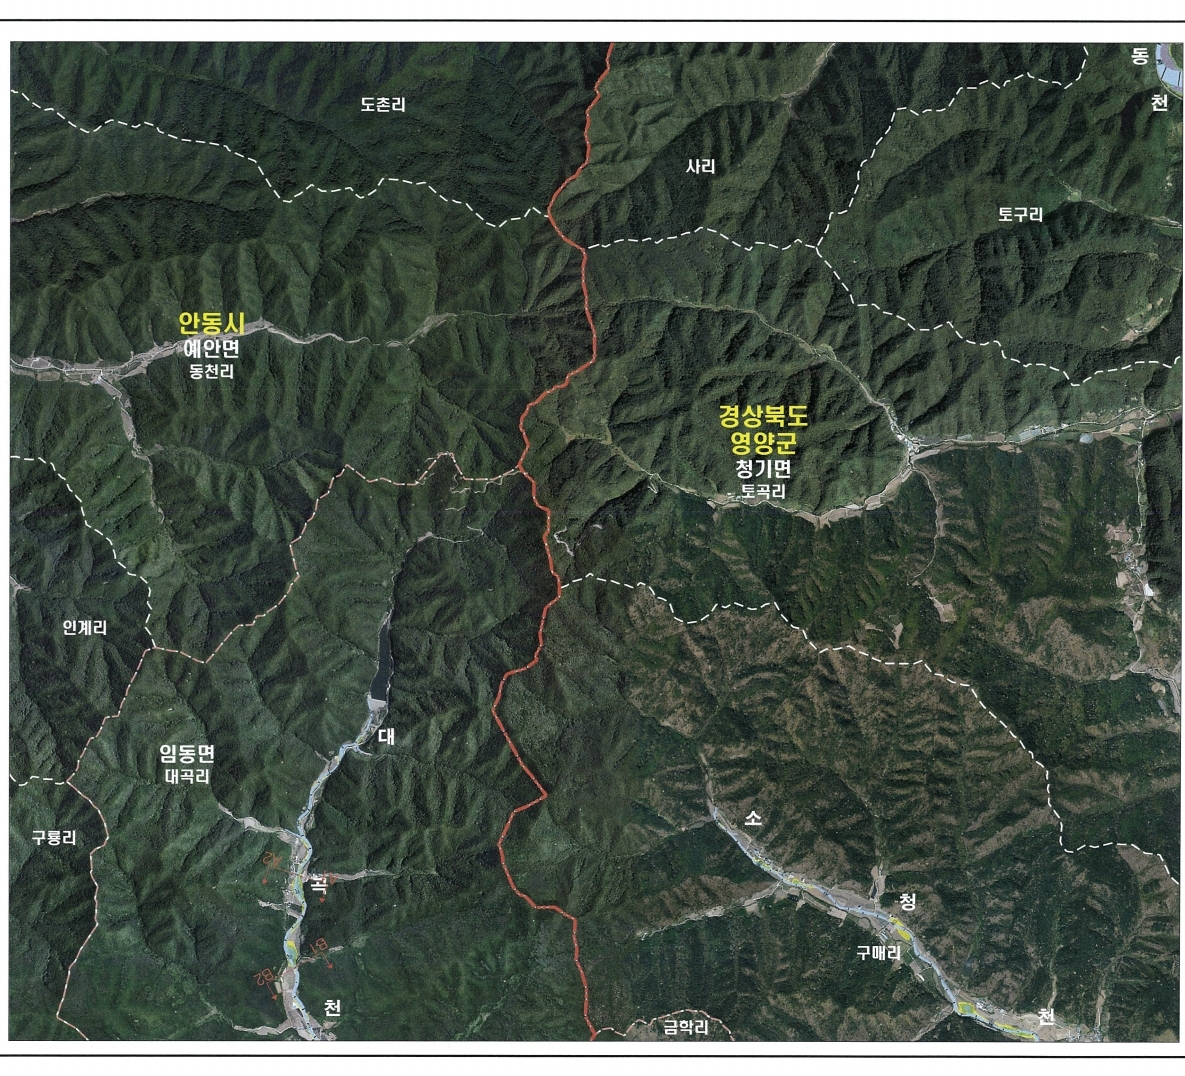 동
천
도촌리
사리
토구리
안동시
예안면
동천리
경상북도
영양군
청기면
토곡리
인계리
대
임동면
대곡리
소
구룡리
A2
곡
청
B1
구매리
B2
천
천
금학리